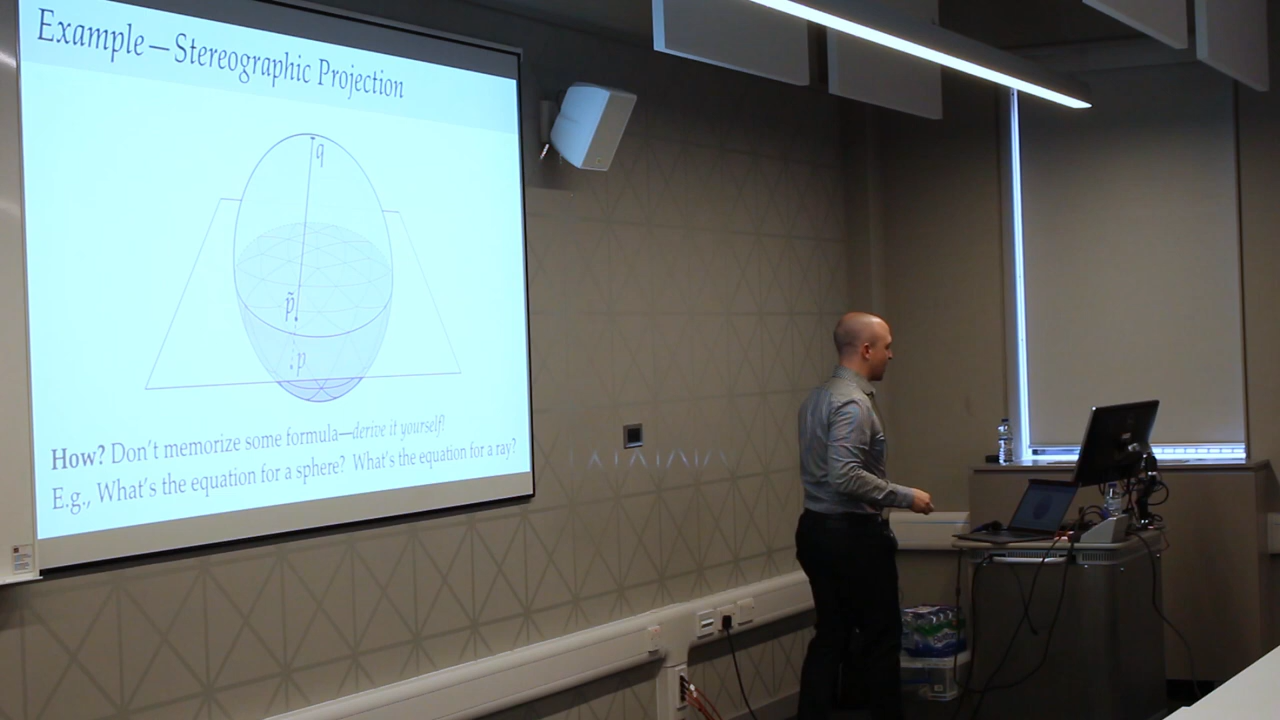 Example—Stereographic Projection
q
p̃
p
How? Don't memorize some formula—derive it yourself!
E.g., What's the equation for a sphere? What's the equation for a ray?